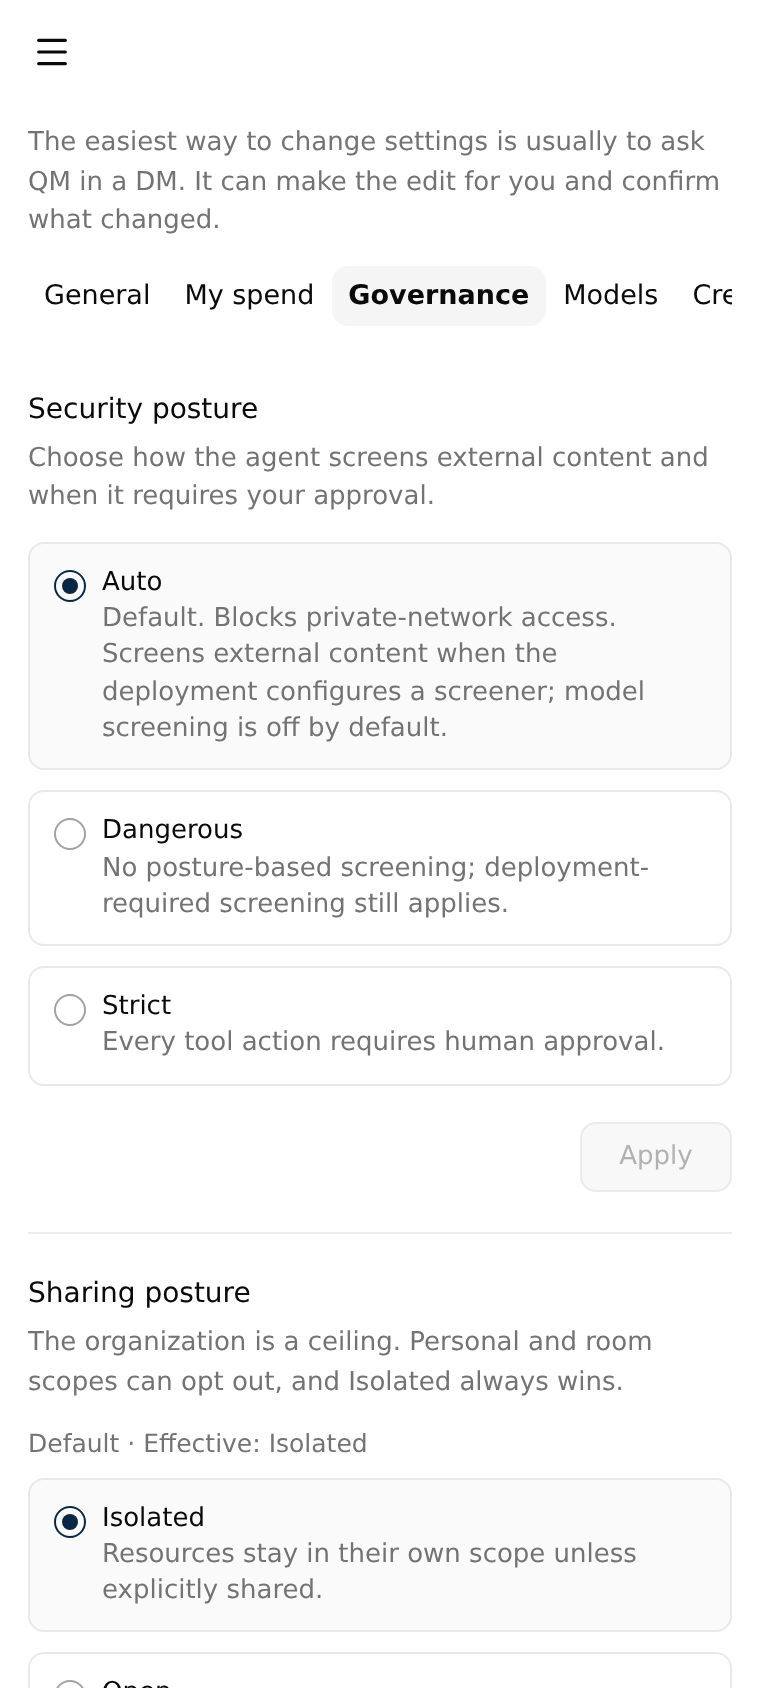 The easiest way to change settings is usually to ask
QM in a DM. It can make the edit for you and confirm
what changed.
General My spend Governance Models Cre
Security posture
Choose how the agent screens external content and
when it requires your approval.
Auto
Default. Blocks private-network access.
Screens external content when the
deployment configures a screener; model
screening is off by default.
Dangerous
No posture-based screening; deployment-
required screening still applies.
Strict
Every tool action requires human approval.
Apply
Sharing posture
The organization is a ceiling. Personal and room
scopes can opt out, and Isolated always wins.
Default · Effective: Isolated
Isolated
Resources stay in their own scope unless
explicitly shared.
Open